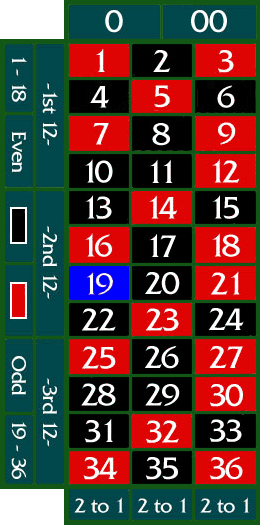 0 00
1 2 3
4 5 6
7 8 9
10 11 12
13 14 15
16 17 18
19 20 21
22 23 24
25 26 27
28 29 30
31 32 33
34 35 36
2 to 1 2 to 1 2 to 1
-1st 12-
-2nd 12-
-3rd 12-
1 - 18
Even
Odd
19 - 36